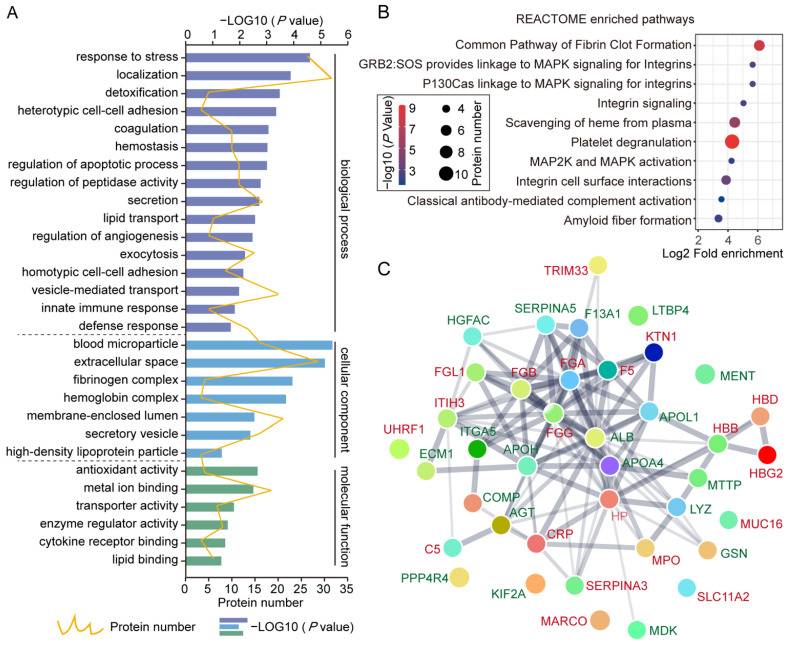 A
−LOG10 (P value)
0 1 2 3 4 5 6
response to stress
localization
detoxification
heterotypic cell-cell adhesion
coagulation
hemostasis
regulation of apoptotic process
regulation of peptidase activity
secretion
lipid transport
regulation of angiogenesis
exocytosis
homotypic cell-cell adhesion
vesicle-mediated transport
innate immune response
defense response
biological process
blood microparticle
extracellular space
fibrinogen complex
hemoglobin complex
membrane-enclosed lumen
secretory vesicle
high-density lipoprotein particle
cellular component
antioxidant activity
metal ion binding
transporter activity
enzyme regulator activity
cytokine receptor binding
lipid binding
molecular function
0 5 10 15 20 25 30 35
Protein number
Protein number
−LOG10 (P value)
B
REACTOME enriched pathways
Common Pathway of Fibrin Clot Formation
GRB2:SOS provides linkage to MAPK signaling for Integrins
P130Cas linkage to MAPK signaling for integrins
Integrin signaling
Scavenging of heme from plasma
Platelet degranulation
MAP2K and MAPK activation
Integrin cell surface interactions
Classical antibody-mediated complement activation
Amyloid fiber formation
2 4 6
Log2 Fold enrichment
−log10 (P Value)
9
7
5
3
4
6
8
10
Protein number
C
TRIM33
SERPINA5
F13A1
LTBP4
HGFAC
KTN1
FGL1
FGB
FGA
F5
MENT
ITIH3
FGG
APOL1
HBD
UHRF1
ITGA5
ALB
HBB
ECM1
APOH
APOA4
HBG2
MTTP
COMP
HP
LYZ
AGT
MUC16
C5
CRP
MPO
GSN
PPP4R4
KIF2A
SERPINA3
SLC11A2
MARCO
MDK